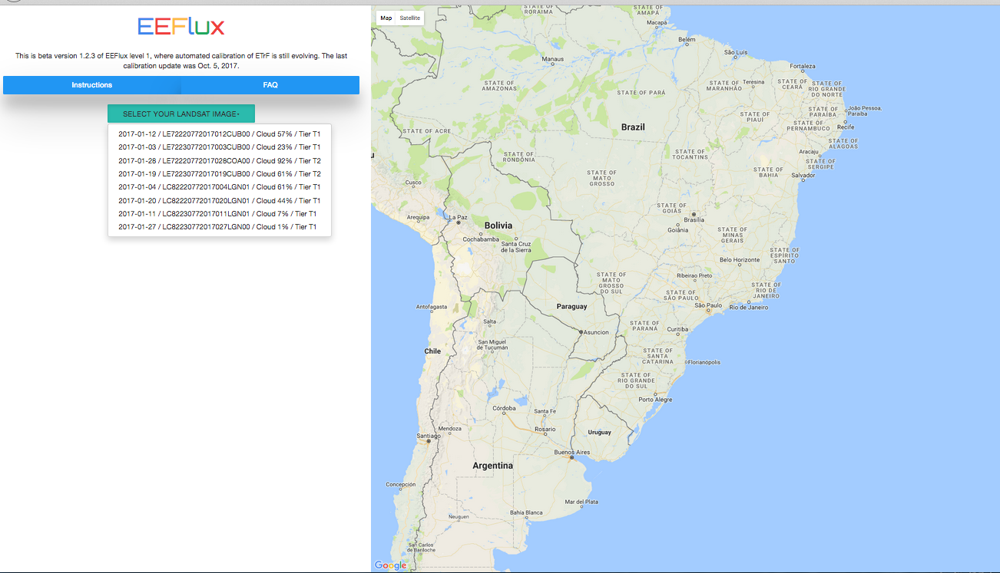 EEFlux
This is beta version 1.2.3 of EEFlux level 1, where automated calibration of ETrF is still evolving. The last
calibration update was Oct. 5, 2017.
Instructions
FAQ
SELECT YOUR LANDSAT IMAGE
2017-01-12 / LE72220772017012CUB00 / Cloud 57% / Tier T1
2017-01-03 / LE72230772017003CUB00 / Cloud 23% / Tier T1
2017-01-28 / LE72220772017028COA00 / Cloud 92% / Tier T2
2017-01-19 / LE72230772017019CUB00 / Cloud 61% / Tier T2
2017-01-04 / LC82220772017004LGN01 / Cloud 61% / Tier T1
2017-01-20 / LC82220772017020LGN01 / Cloud 44% / Tier T1
2017-01-11 / LC82230772017011LGN01 / Cloud 7% / Tier T1
2017-01-27 / LC82230772017027LGN00 / Cloud 1% / Tier T1
Map
Satellite
STATE OF
RORAIMA
STATE OF
AMAPÁ
Macapá
Belém
São Luís
Manaus
Fortaleza
STATE OF
AMAZONAS
STATE OF PARÁ
STATE OF
MARANHÃO
Teresina
STATE OF
CEARÁ
STATE OF
RIO GRANDE
DO NORTE
João Pessoa,
Paraíba
STATE OF
PARAÍBA
STATE OF
PIAUÍ
STATE OF
PERNAMBUCO
Recife
Brazil
STATE OF ACRE
STATE OF
ALAGOAS
Aracaju
STATE OF
RONDÔNIA
STATE OF
TOCANTINS
STATE OF
SERGIPE
STATE OF
BAHIA
Salvador
STATE OF
MATO
GROSSO
Cusco
STATE OF
GOIÁS
Brasília
Arequipa
La Paz
Bolivia
Goiânia
Cochabamba
Santa Cruz
de la Sierra
STATE OF
MINAS
GERAIS
STATE OF
ESPÍRITO
SANTO
Belo Horizonte
Ribeirao Preto
STATE OF
MATO
GROSSO
DO SUL
STATE OF
RIO DE
JANEIRO
STATE OF
SÃO PAULO
São Paulo
Rio de Janeiro
Antofagasta
Paraguay
Salta
STATE OF
PARANÁ
Curitiba
Asuncion
San Miguel
de Tucumán
Chile
STATE OF
SANTA
CATARINA
Florianópolis
STATE OF
RIO GRANDE
DO SUL
Porto Alegre
Córdoba
Santa Fe
Mendoza
Rosario
Uruguay
Santiago
Buenos Aires
Argentina
Concepción
Mar del Plata
Bahía Blanca
Neuquen
San Carlos
de Bariloche
Google